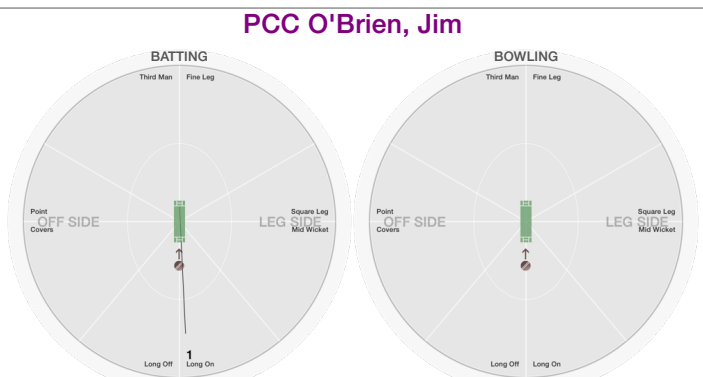 PCC O'Brien, Jim
BATTING
Third Man Fine Leg
Point
OFF SIDE
Covers
Square Leg
LEG SIDE
Mid Wicket
1
Long Off Long On
BOWLING
Third Man Fine Leg
Point
OFF SIDE
Covers
Square Leg
LEG SIDE
Mid Wicket
Long Off Long On